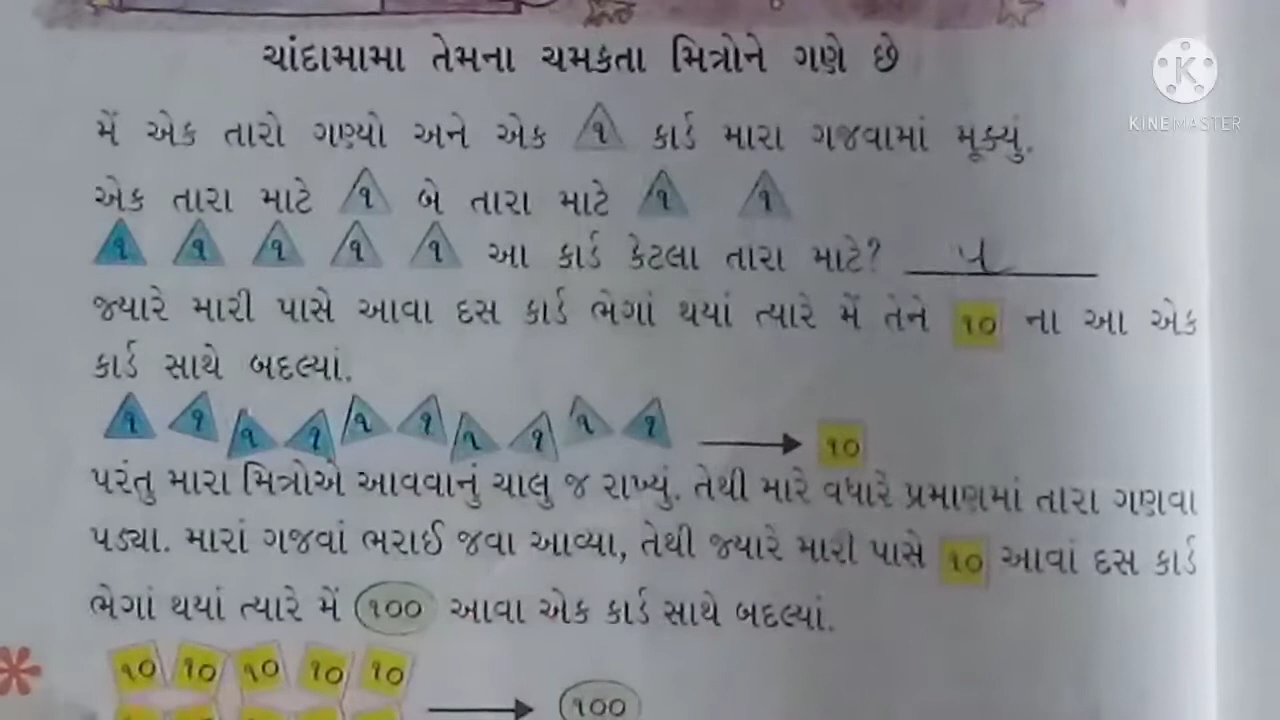 ચાંદામામા તેમના ચમકતા મિત્રોને ગણે છે
KINEMASTER
મેં એક તારો ગણ્યો અને એક ૧ કાર્ડ મારા ગજવામાં મૂક્યું.
એક તારા માટે ૧ બે તારા માટે ૧ ૧
૧ ૧ ૧ ૧ ૧ આ કાર્ડ કેટલા તારા માટે? ૫
જ્યારે મારી પાસે આવા દસ કાર્ડ ભેગાં થયાં ત્યારે મેં તેને ૧૦ ના આ એક
કાર્ડ સાથે બદલ્યાં.
૧ ૧ ૧ ૧ ૧ ૧ ૧ ૧ ૧ ૧ → ૧૦
પરંતુ મારા મિત્રોએ આવવાનું ચાલુ જ રાખ્યું. તેથી મારે વધારે પ્રમાણમાં તારા ગણવા
પડ્યા. મારાં ગજવાં ભરાઈ જવા આવ્યા, તેથી જ્યારે મારી પાસે ૧૦ આવાં દસ કાર્ડ
ભેગાં થયાં ત્યારે મેં ૧૦૦ આવા એક કાર્ડ સાથે બદલ્યાં.
૧૦ ૧૦ ૧૦ ૧૦ ૧૦
→ ૧૦૦